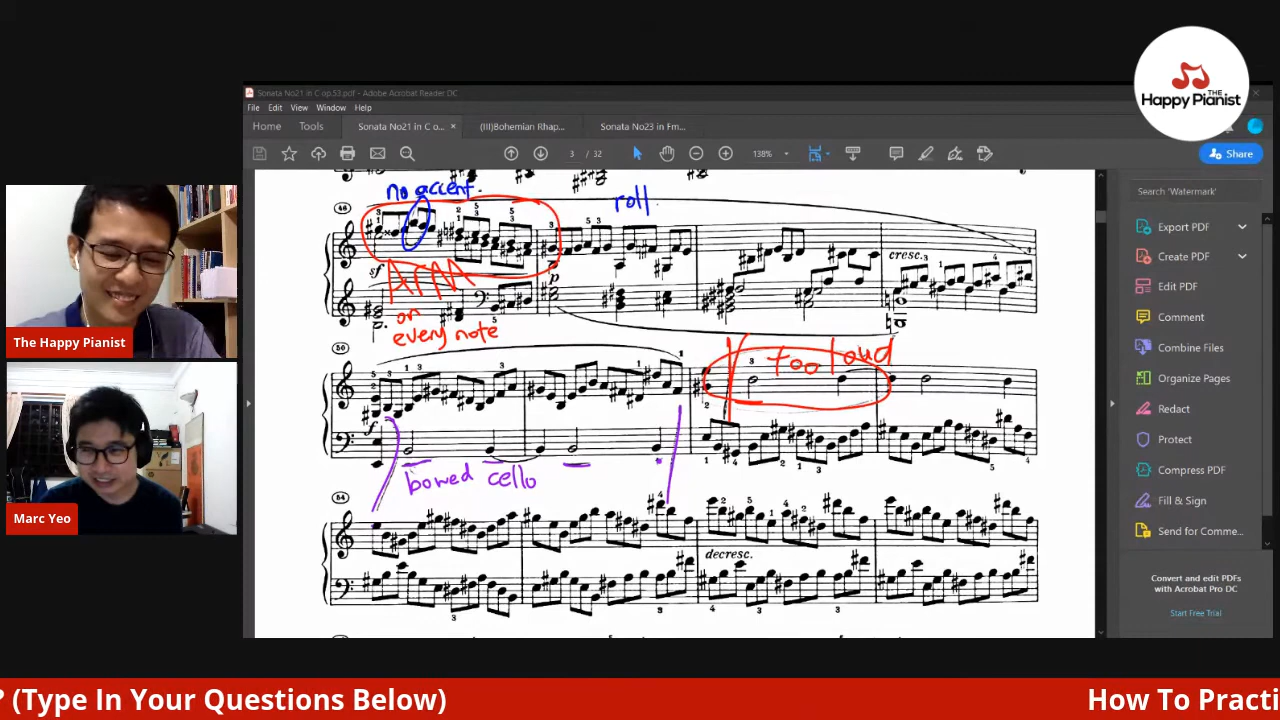 THE
Happy Pianist
Sonata No21 in C op.53.pdf - Adobe Acrobat Reader DC
File Edit View Window Help
Home Tools Sonata No21 in C o... × (III)Bohemian Rhap... Sonata No23 in Fm...
3 / 32 138% Share
Search 'Watermark'
Export PDF
Create PDF
Edit PDF
Comment
Combine Files
Organize Pages
Redact
Protect
Compress PDF
Fill & Sign
Send for Comme...
Convert and edit PDFs
with Acrobat Pro DC
Start Free Trial
no accent.
roll
46
cresc.
sf
ARM
p
or
every note
50
too loud
f
bowed cello
54
decresc.
The Happy Pianist
Marc Yeo
? (Type In Your Questions Below)
How To Practi